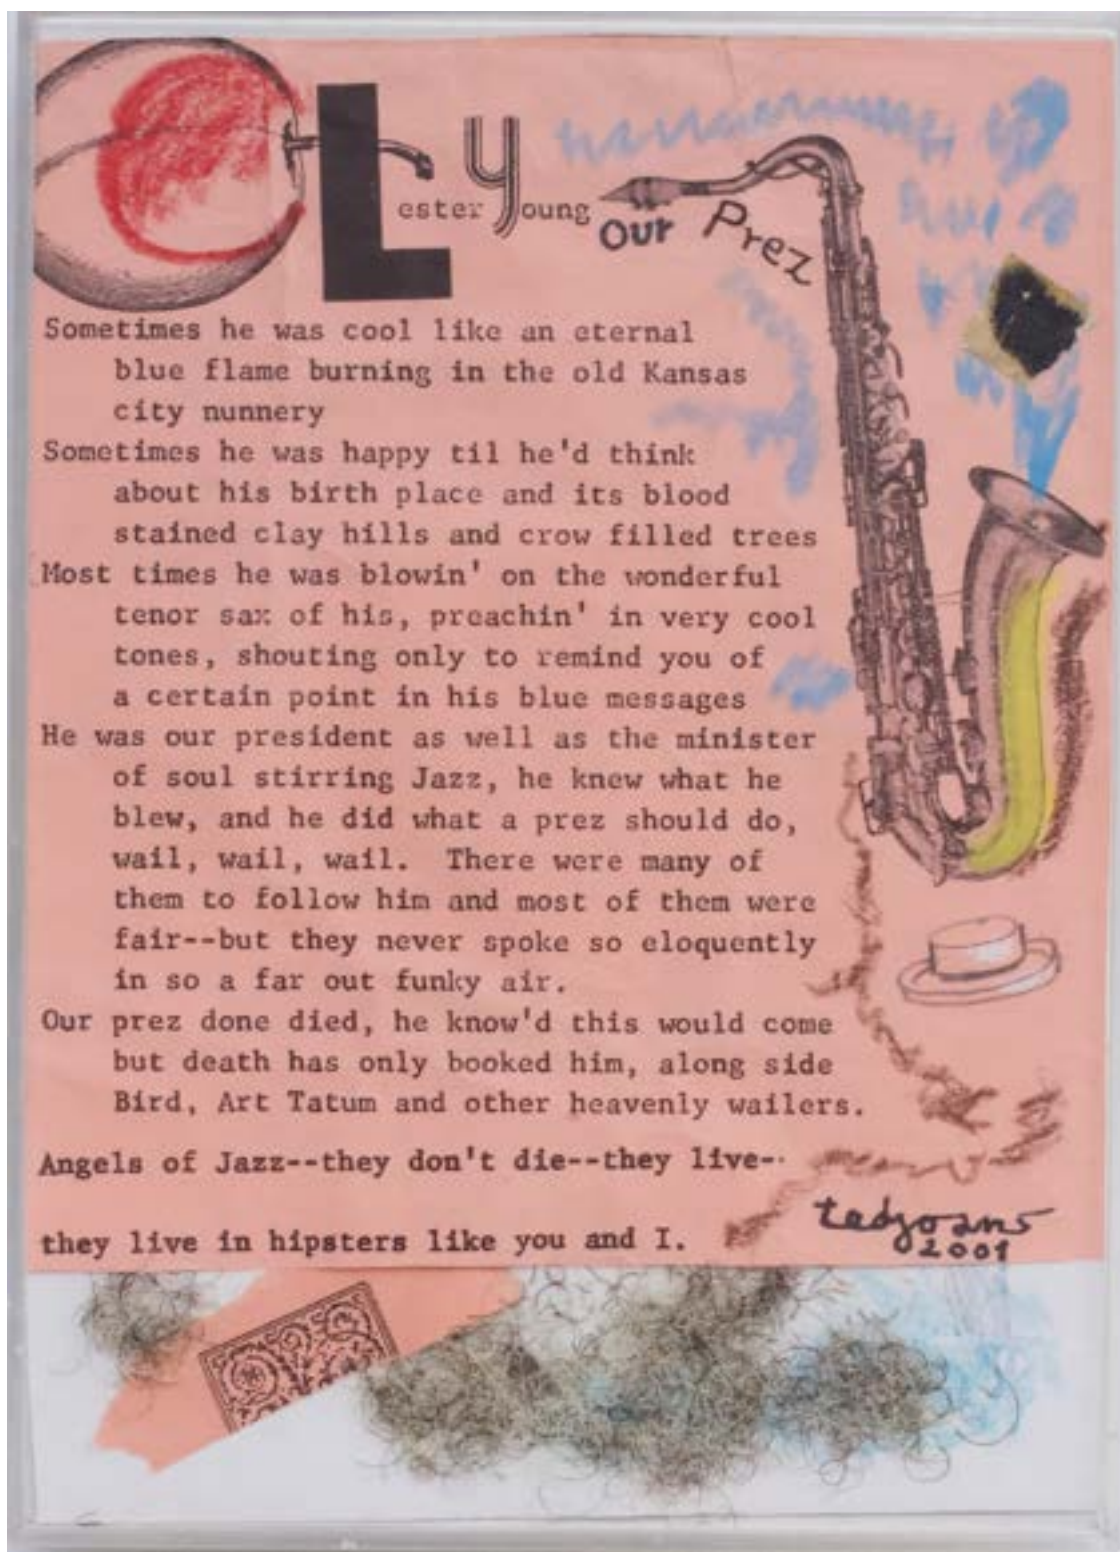 Lester Young
Our Prez
Sometimes he was cool like an eternal
blue flame burning in the old Kansas
city nunnery
Sometimes he was happy til he'd think
about his birth place and its blood
stained clay hills and crow filled trees
Most times he was blowin' on the wonderful
tenor sax of his, preachin' in very cool
tones, shouting only to remind you of
a certain point in his blue messages
He was our president as well as the minister
of soul stirring Jazz, he knew what he
blew, and he did what a prez should do,
wail, wail, wail. There were many of
them to follow him and most of them were
fair--but they never spoke so eloquently
in so a far out funky air.
Our prez done died, he know'd this would come
but death has only booked him, along side
Bird, Art Tatum and other heavenly wailers.
Angels of Jazz--they don't die--they live--
they live in hipsters like you and I.
tedjoans
2001